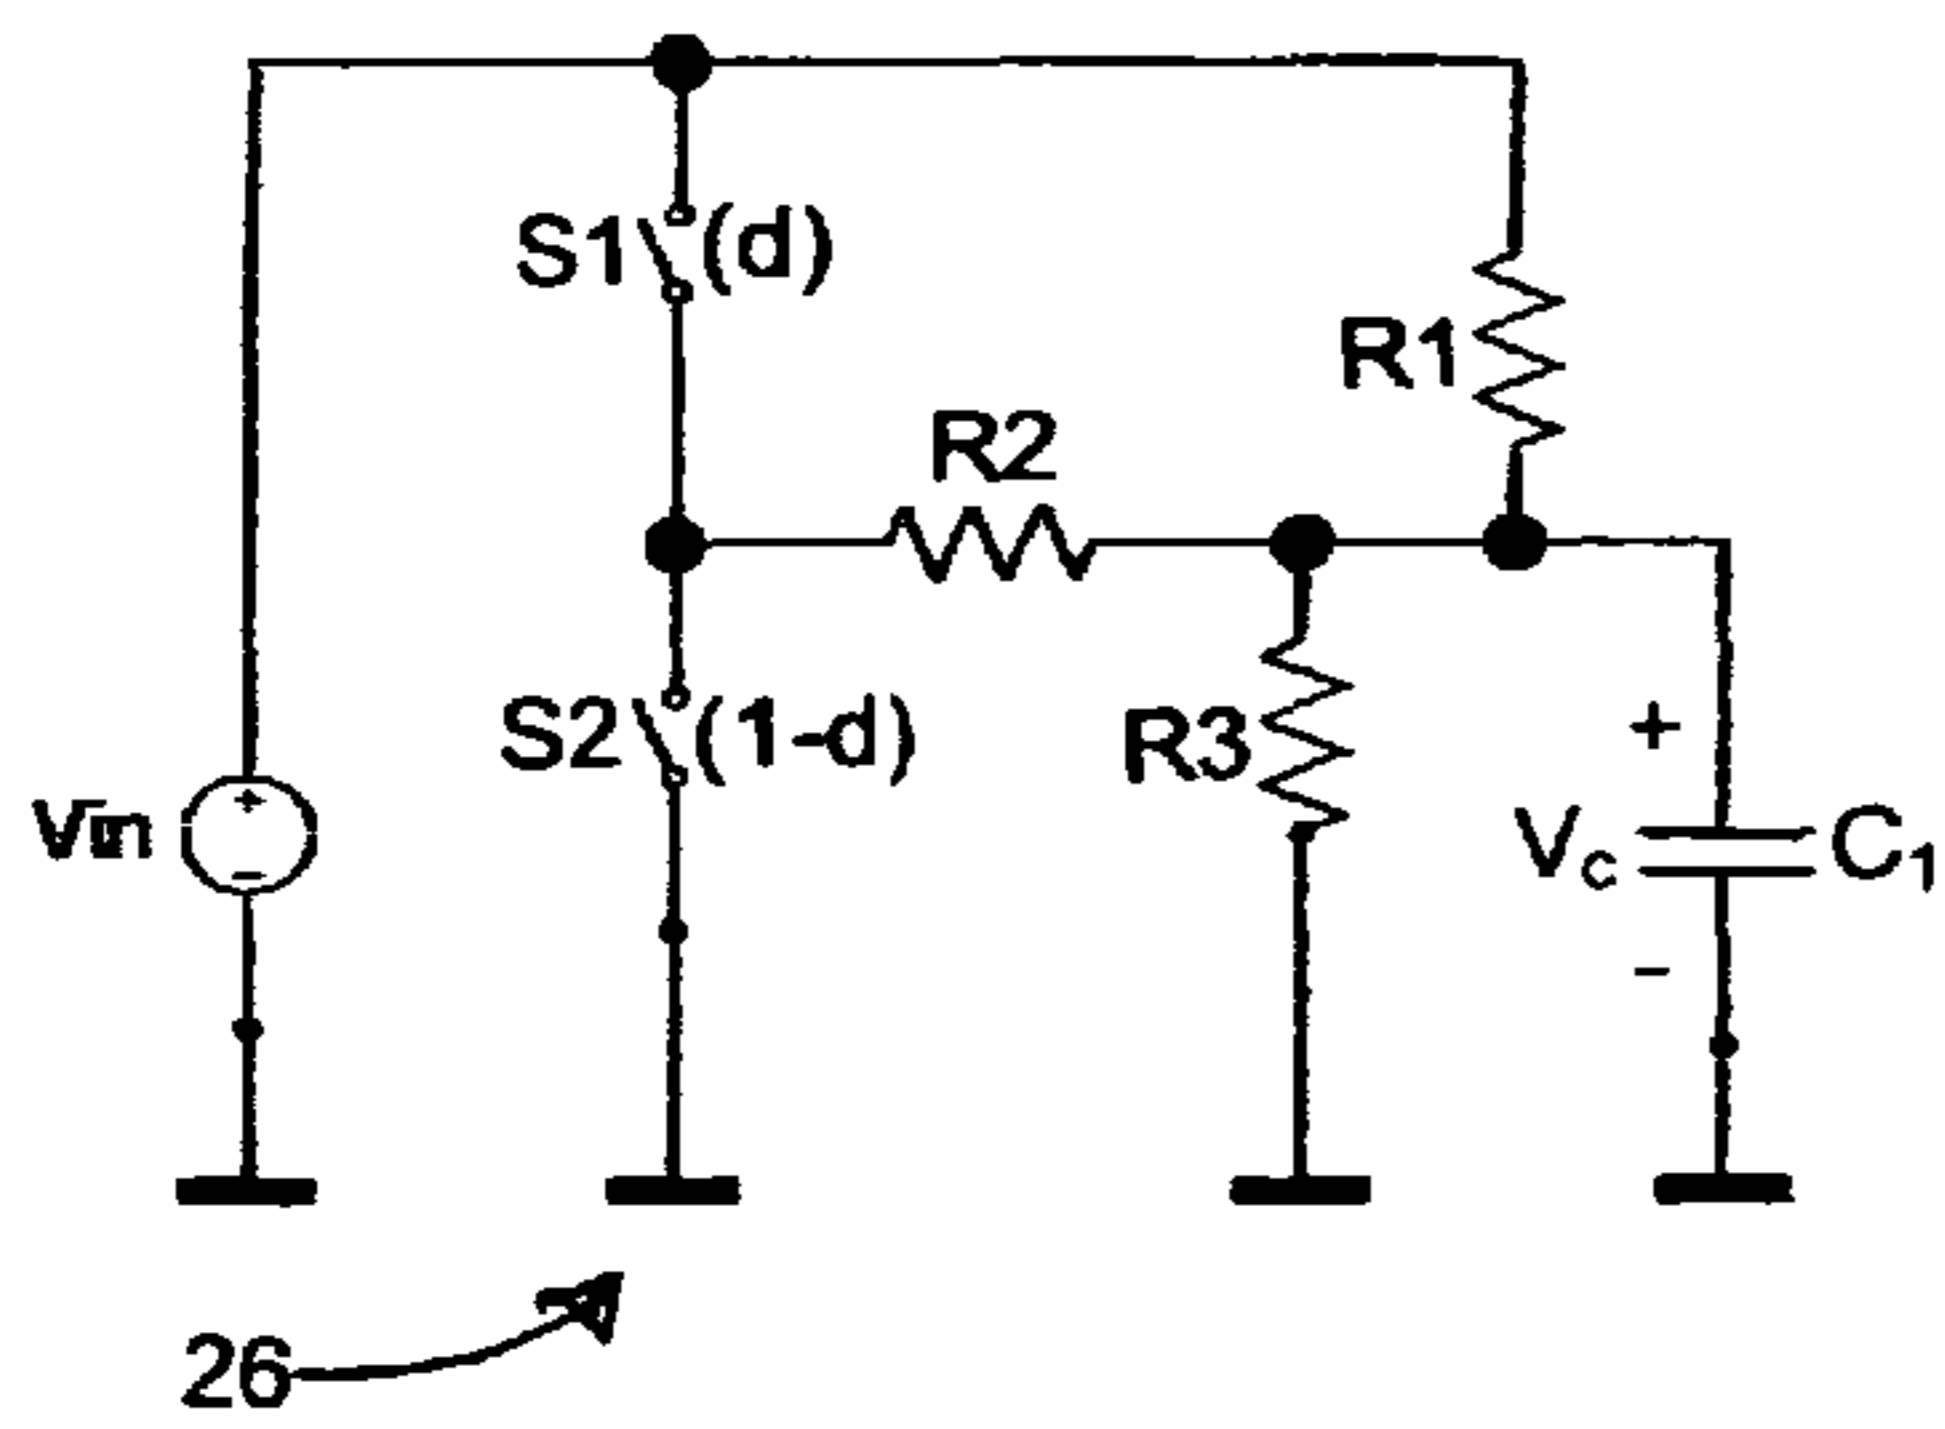 S1 (d)
R1
R2
S2 (1-d)
R3
Vin
+
-
+
Vc
C1
-
26